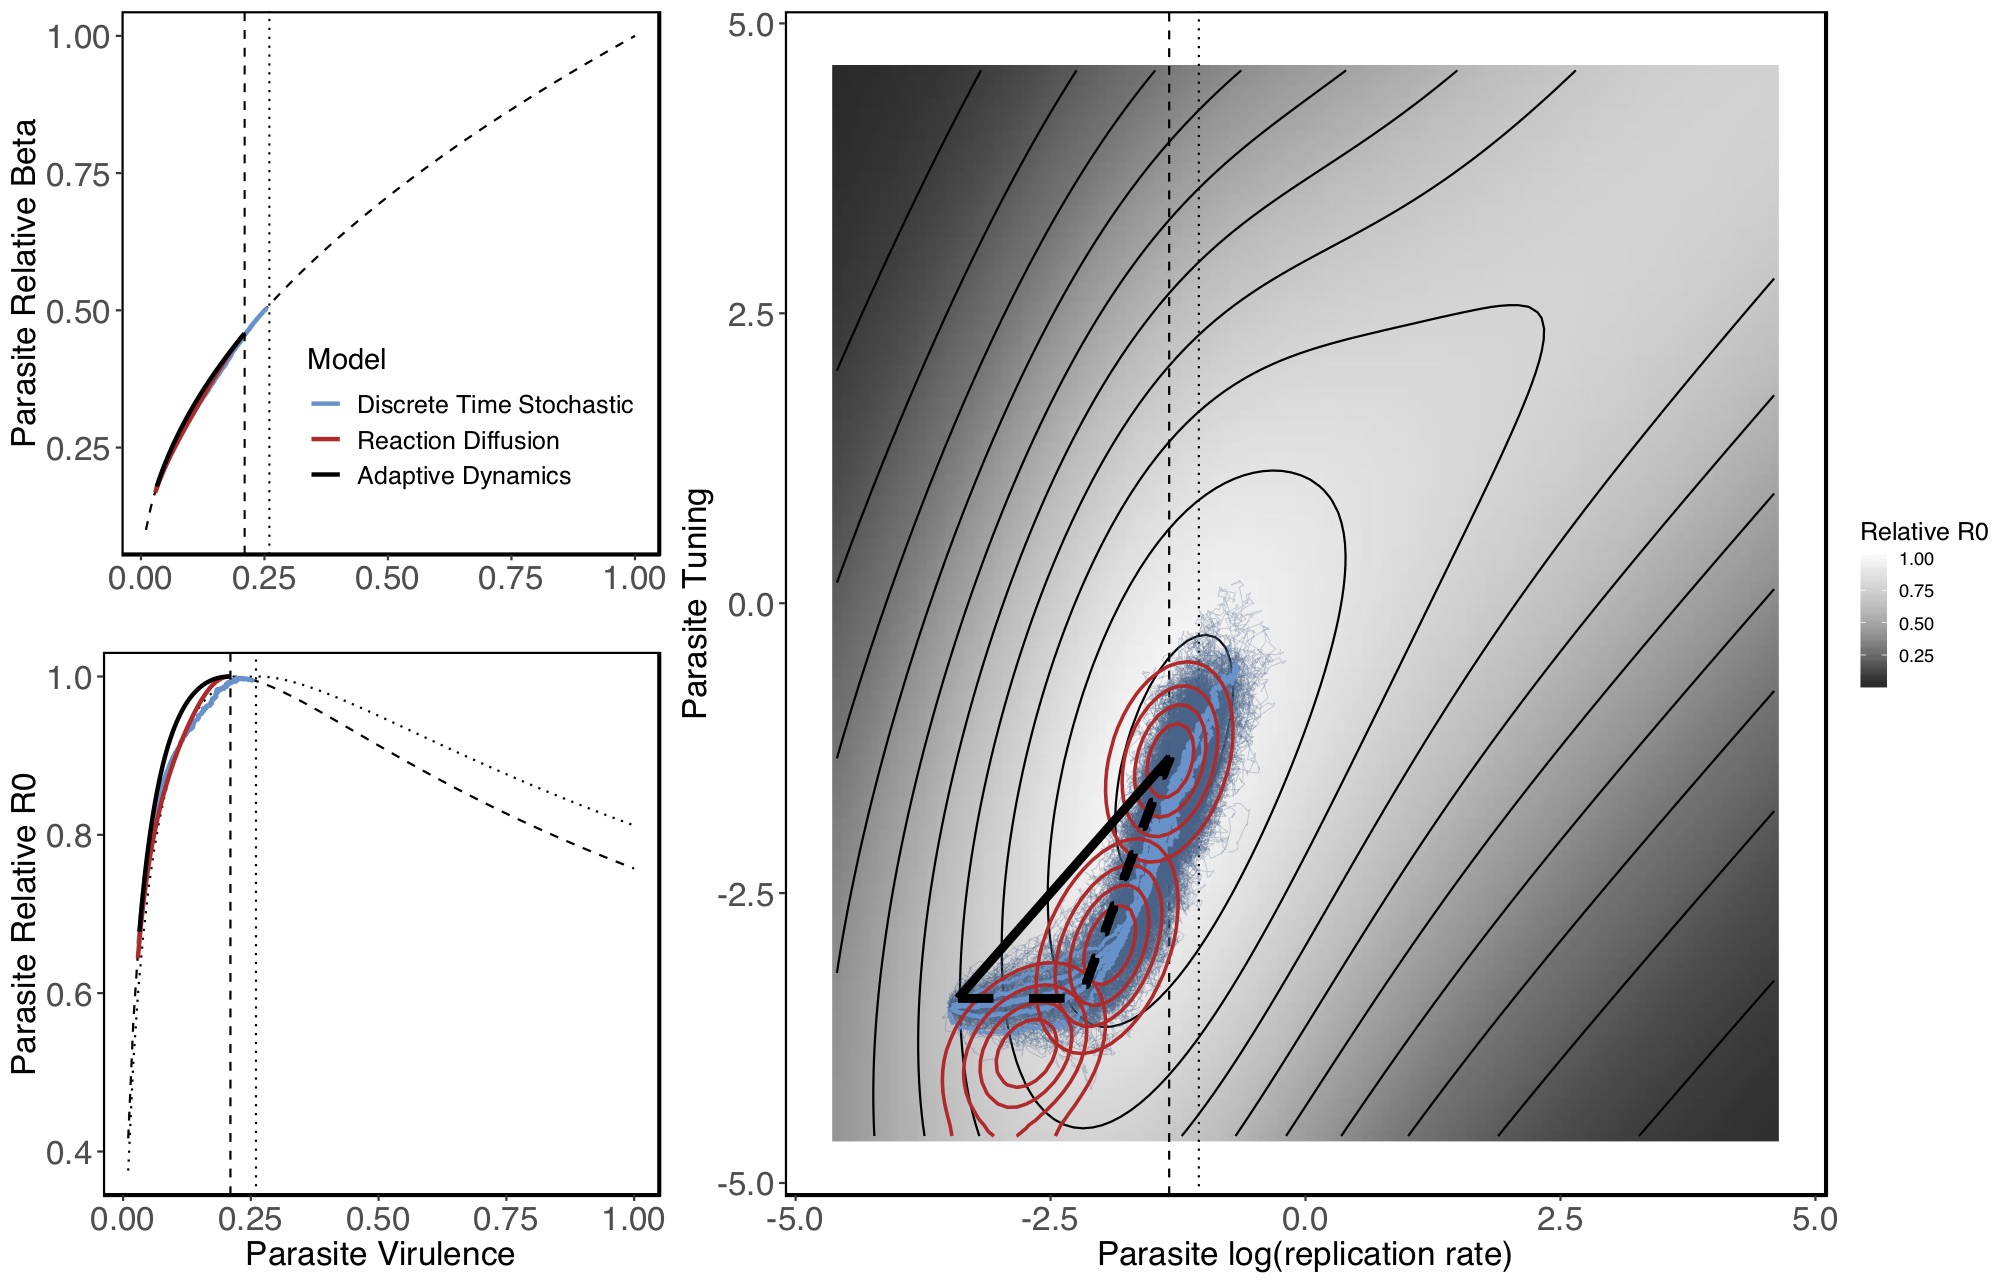 Parasite Relative Beta
1.00
0.75
0.50
0.25
0.00 0.25 0.50 0.75 1.00
Model
Discrete Time Stochastic
Reaction Diffusion
Adaptive Dynamics
Parasite Relative R0
1.0
0.8
0.6
0.4
0.00 0.25 0.50 0.75 1.00
Parasite Virulence
Parasite Tuning
5.0
2.5
0.0
-2.5
-5.0
-5.0 -2.5 0.0 2.5 5.0
Parasite log(replication rate)
Relative R0
1.00
0.75
0.50
0.25